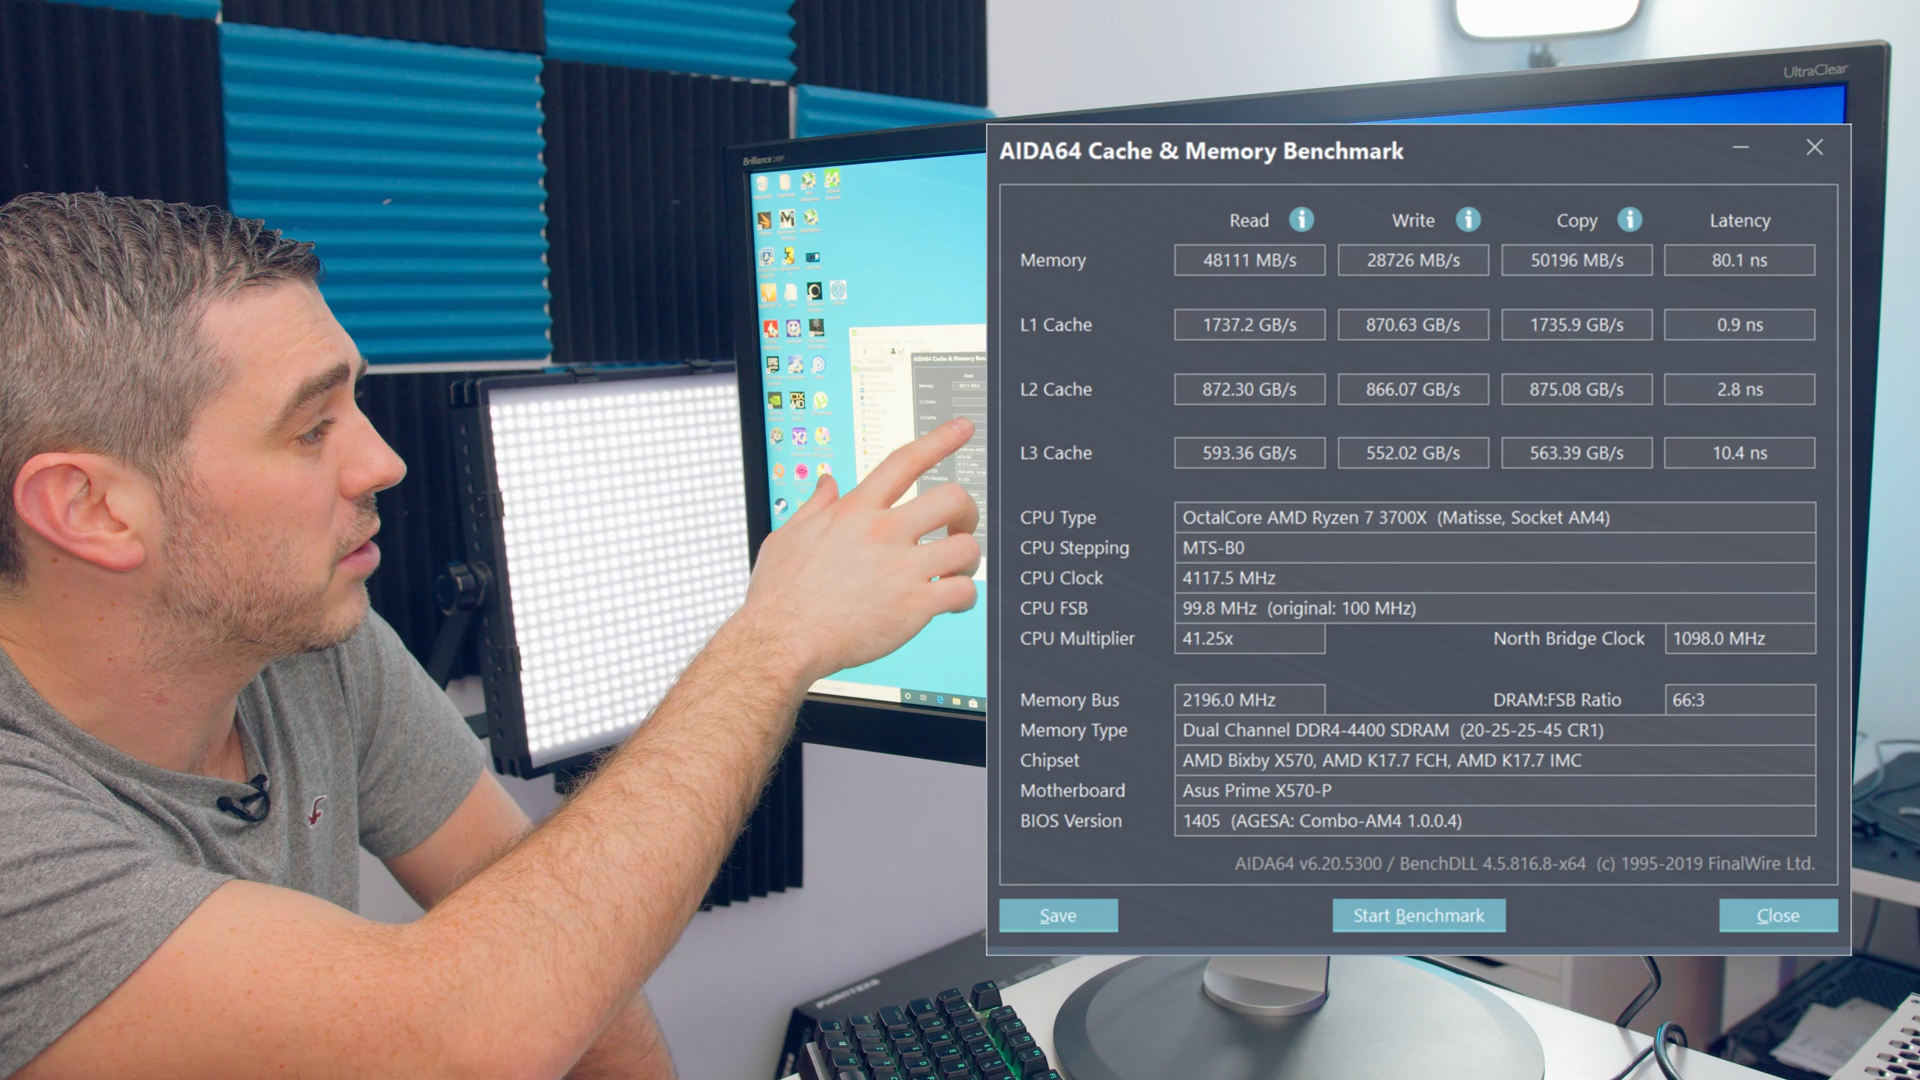 UltraClear
Brilliance
AIDA64 Cache & Memory Benchmark
Read Write Copy Latency
Memory 48111 MB/s 28726 MB/s 50196 MB/s 80.1 ns
L1 Cache 1737.2 GB/s 870.63 GB/s 1735.9 GB/s 0.9 ns
L2 Cache 872.30 GB/s 866.07 GB/s 875.08 GB/s 2.8 ns
L3 Cache 593.36 GB/s 552.02 GB/s 563.39 GB/s 10.4 ns
CPU Type OctalCore AMD Ryzen 7 3700X (Matisse, Socket AM4)
CPU Stepping MTS-B0
CPU Clock 4117.5 MHz
CPU FSB 99.8 MHz (original: 100 MHz)
CPU Multiplier 41.25x North Bridge Clock 1098.0 MHz
Memory Bus 2196.0 MHz DRAM:FSB Ratio 66:3
Memory Type Dual Channel DDR4-4400 SDRAM (20-25-25-45 CR1)
Chipset AMD Bixby X570, AMD K17.7 FCH, AMD K17.7 IMC
Motherboard Asus Prime X570-P
BIOS Version 1405 (AGESA: Combo-AM4 1.0.0.4)
AIDA64 v6.20.5300 / BenchDLL 4.5.816.8-x64 (c) 1995-2019 FinalWire Ltd.
Save Start Benchmark Close